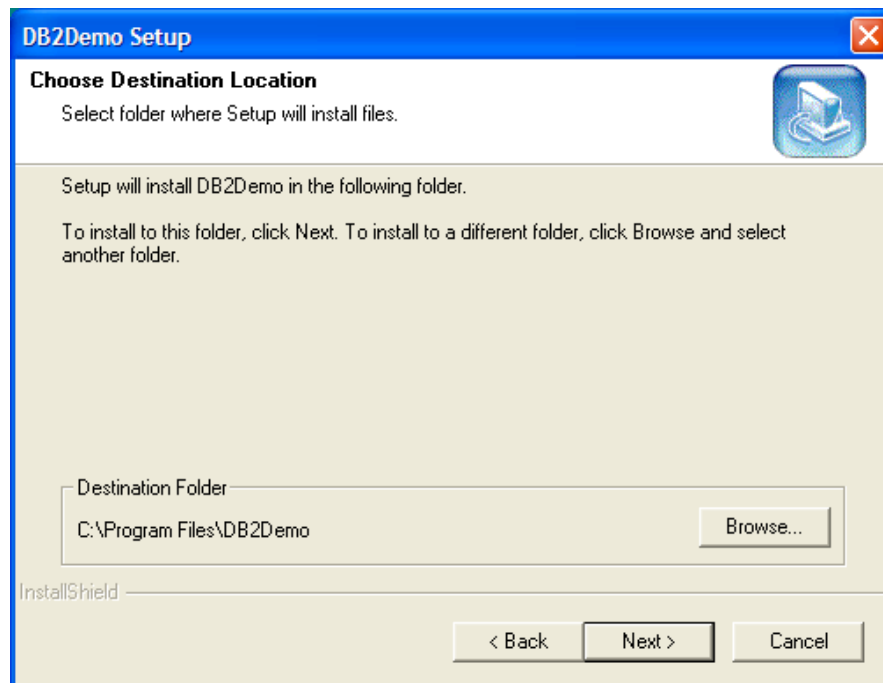 DB2Demo Setup
Choose Destination Location
Select folder where Setup will install files.
Setup will install DB2Demo in the following folder.
To install to this folder, click Next. To install to a different folder, click Browse and select
another folder.
Destination Folder
C:\Program Files\DB2Demo
Browse...
InstallShield
< Back
Next >
Cancel